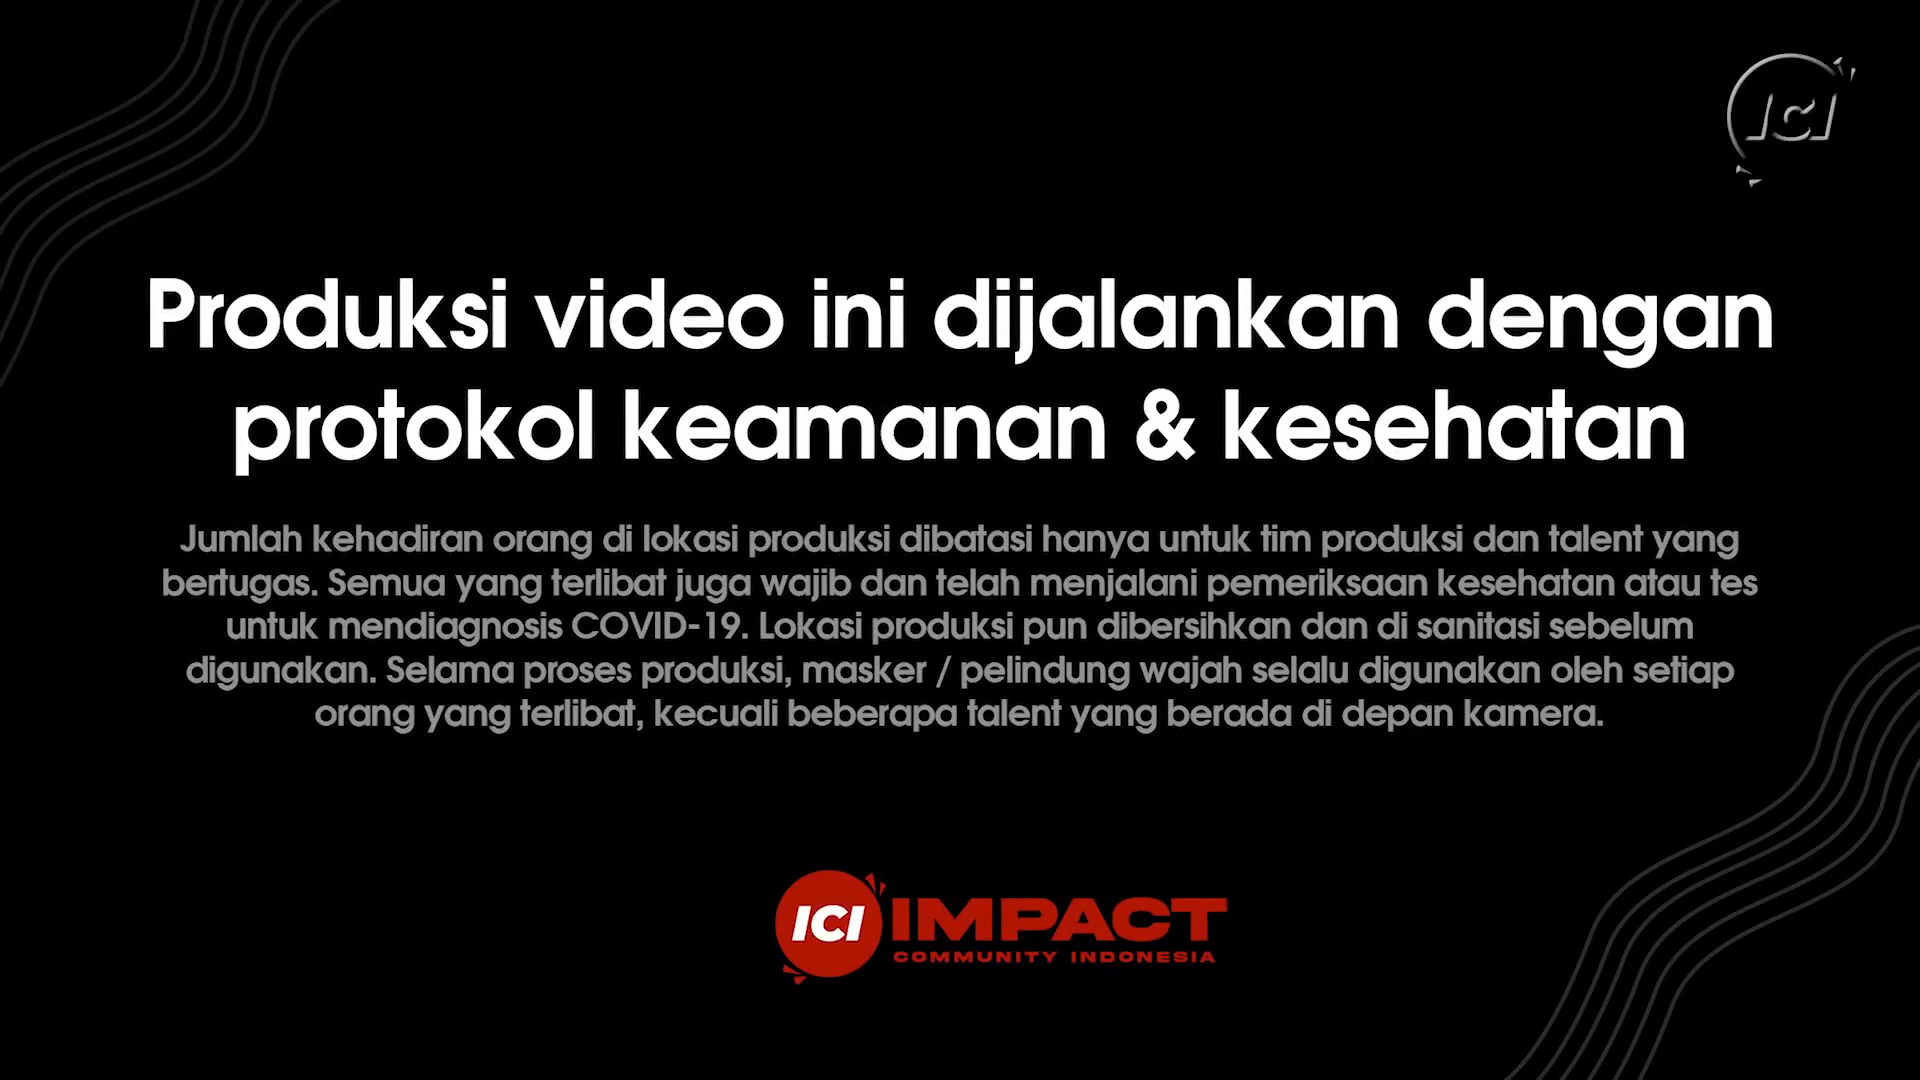 ICI
Produksi video ini dijalankan dengan
protokol keamanan & kesehatan
Jumlah kehadiran orang di lokasi produksi dibatasi hanya untuk tim produksi dan talent yang
bertugas. Semua yang terlibat juga wajib dan telah menjalani pemeriksaan kesehatan atau tes
untuk mendiagnosis COVID-19. Lokasi produksi pun dibersihkan dan di sanitasi sebelum
digunakan. Selama proses produksi, masker / pelindung wajah selalu digunakan oleh setiap
orang yang terlibat, kecuali beberapa talent yang berada di depan kamera.
ICI IMPACT
COMMUNITY INDONESIA